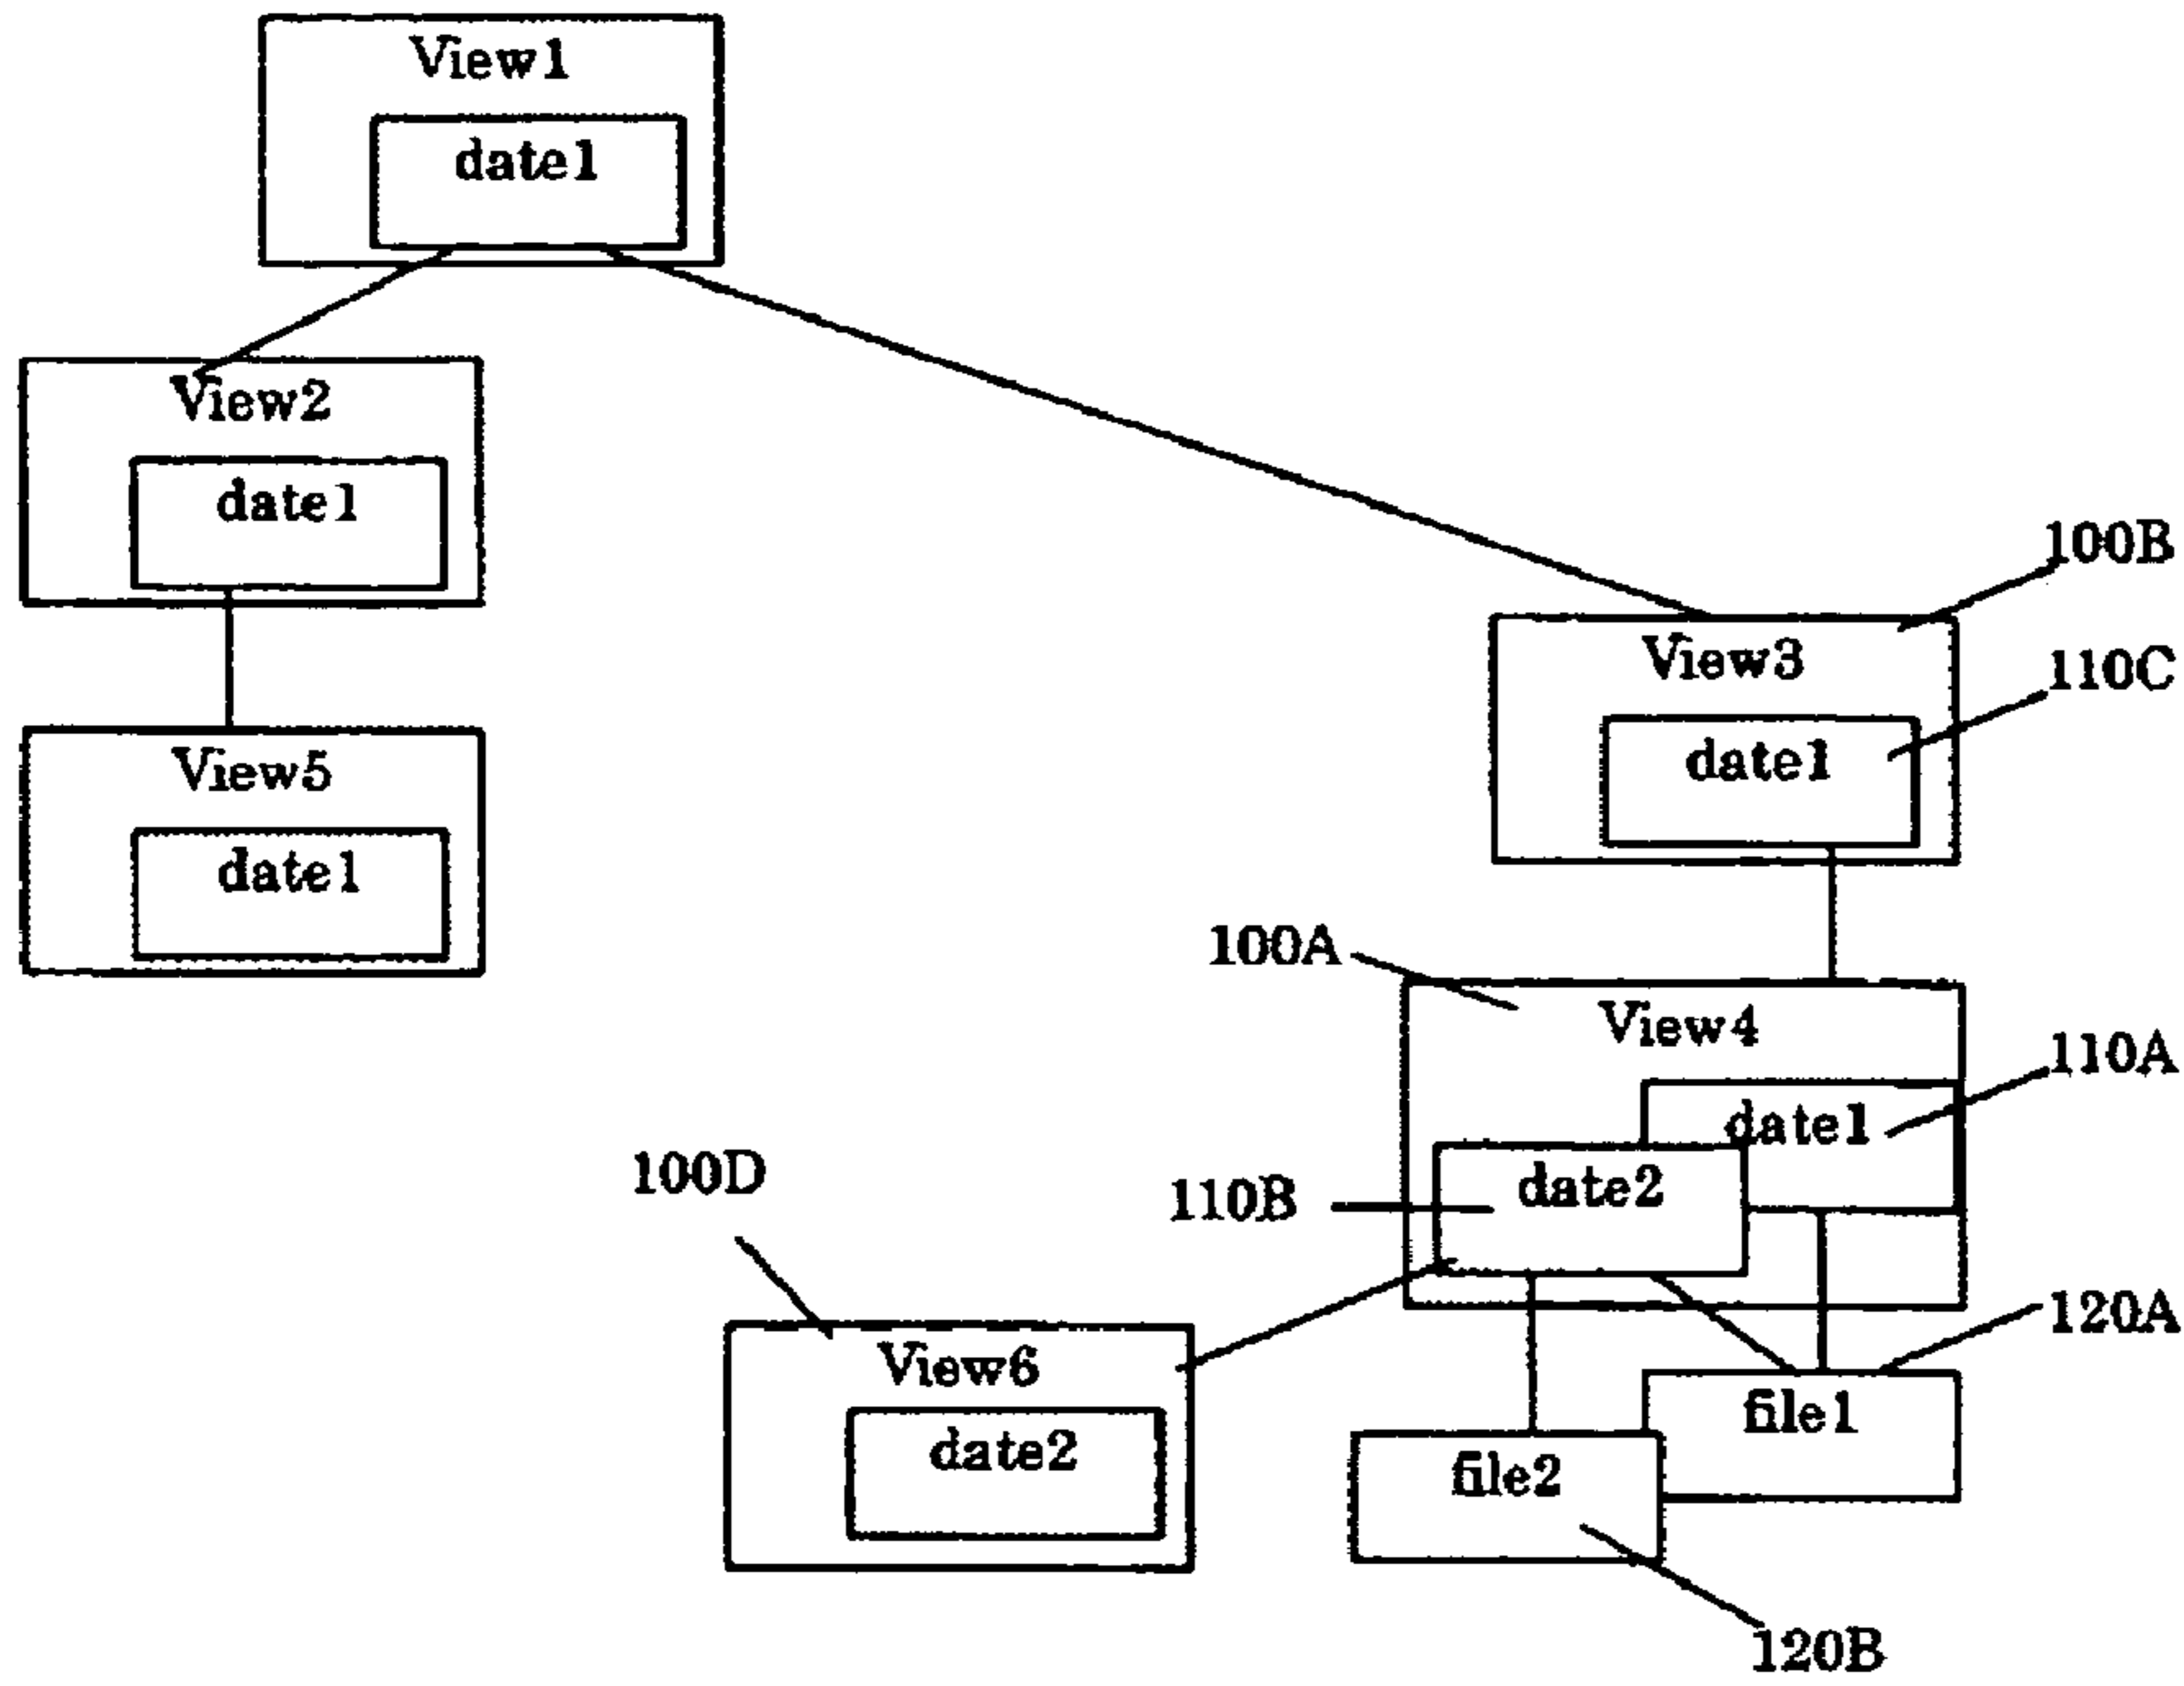 View1
date1
View2
date1
100B
View3
110C
date1
View5
date1
100A
View4
110A
date1
100D
110B
date2
120A
View6
file1
date2
file2
120B